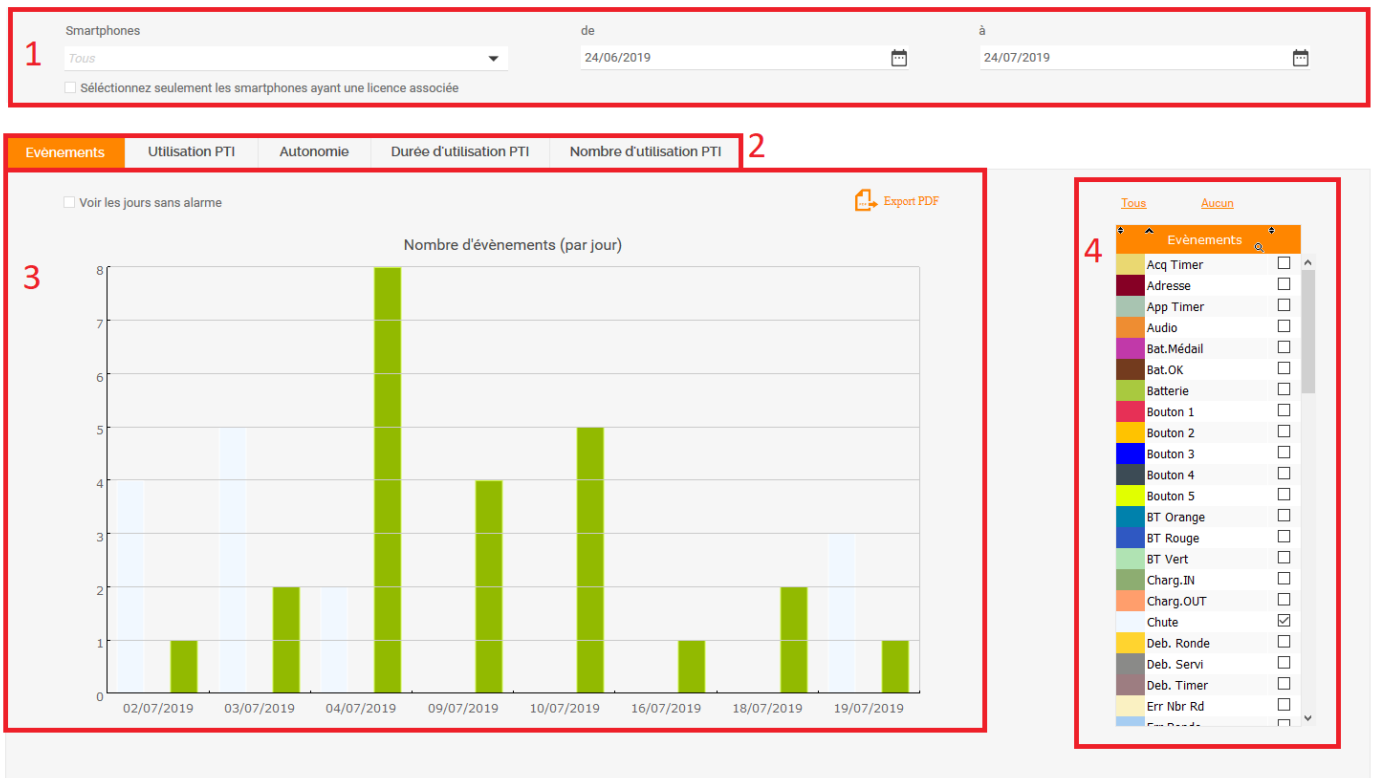 Smartphones
de
à
1
Tous
24/06/2019
24/07/2019
Séléctionnez seulement les smartphones ayant une licence associée
Evènements
Utilisation PTI
Autonomie
Durée d'utilisation PTI
Nombre d'utilisation PTI
2
Voir les jours sans alarme
Export PDF
3
Nombre d'évènements (par jour)
8
7
6
5
4
3
2
1
0
02/07/2019
03/07/2019
04/07/2019
09/07/2019
10/07/2019
16/07/2019
18/07/2019
19/07/2019
Tous
Aucun
4
Evènements
Acq Timer
Adresse
App Timer
Audio
Bat.Médail
Bat.OK
Batterie
Bouton 1
Bouton 2
Bouton 3
Bouton 4
Bouton 5
BT Orange
BT Rouge
BT Vert
Charg.IN
Charg.OUT
Chute
Deb. Ronde
Deb. Servi
Deb. Timer
Err Nbr Rd